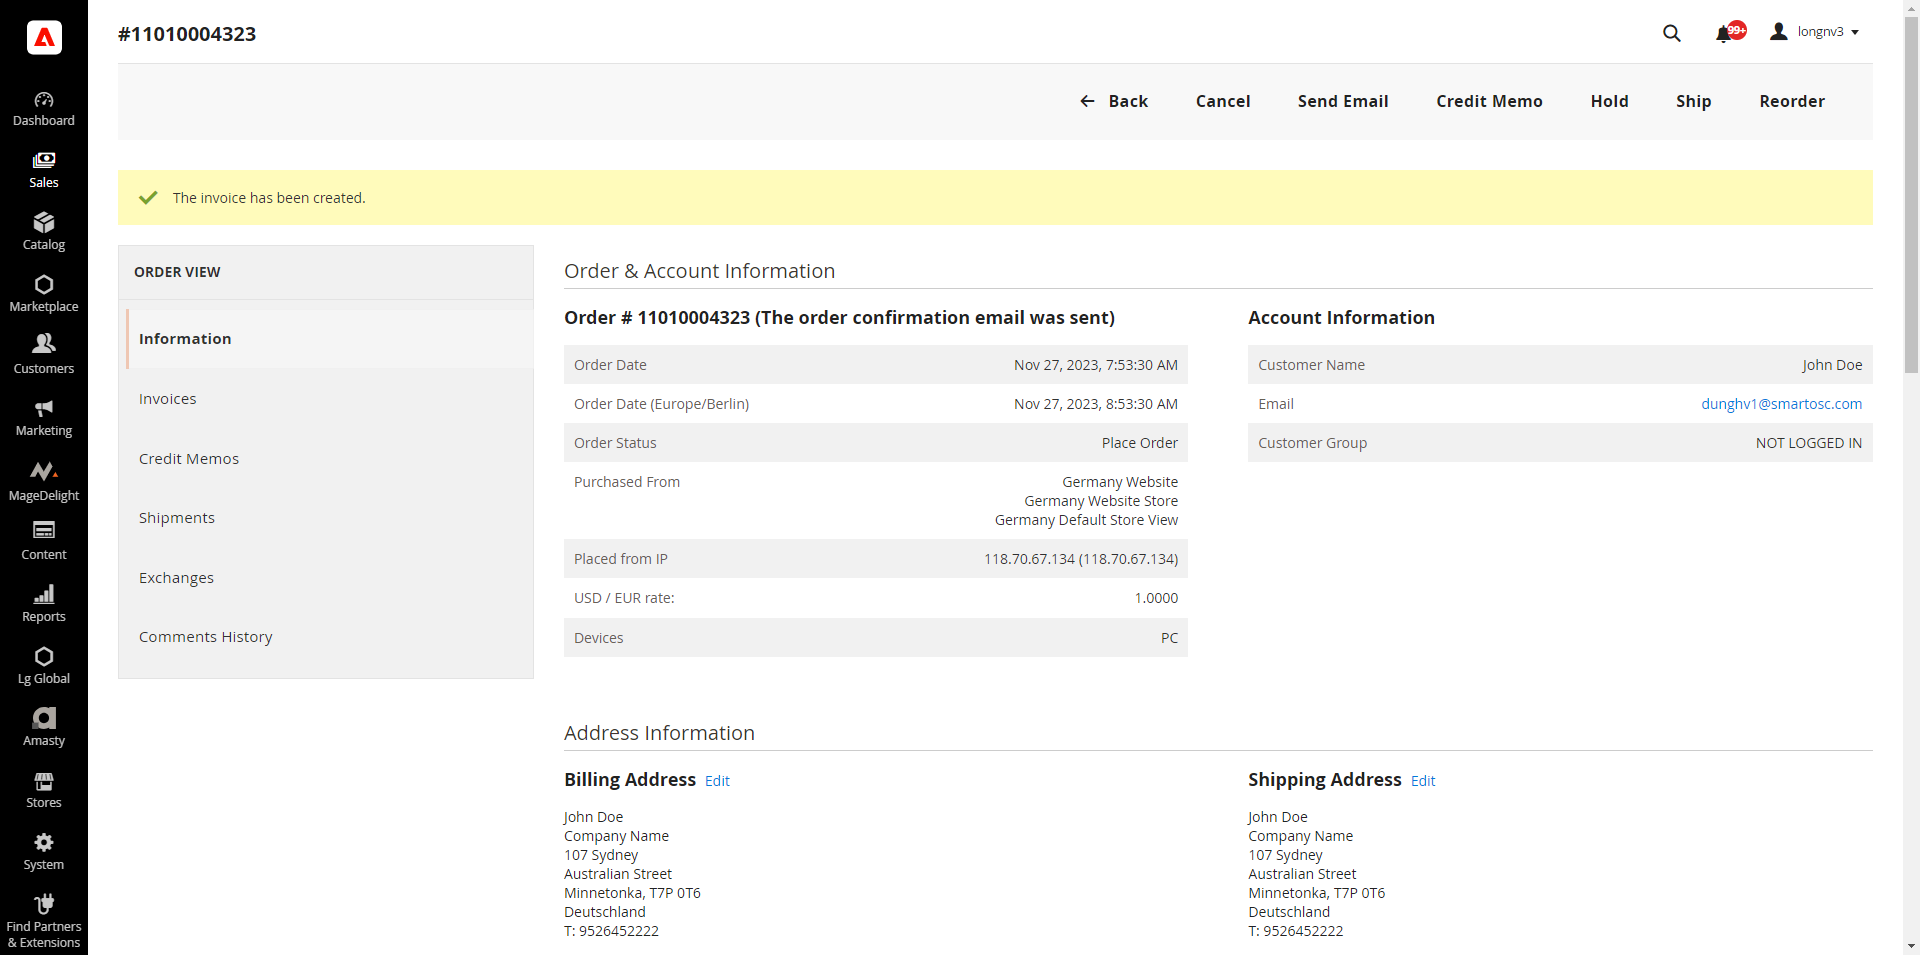 #11010004323
99+
longnv3
Dashboard
Sales
Catalog
Marketplace
Customers
Marketing
MageDelight
Content
Reports
Lg Global
Amasty
Stores
System
Find Partners
& Extensions
Back
Cancel
Send Email
Credit Memo
Hold
Ship
Reorder
The invoice has been created.
ORDER VIEW
Information
Invoices
Credit Memos
Shipments
Exchanges
Comments History
Order & Account Information
Order # 11010004323 (The order confirmation email was sent)
Order Date Nov 27, 2023, 7:53:30 AM
Order Date (Europe/Berlin) Nov 27, 2023, 8:53:30 AM
Order Status Place Order
Purchased From Germany Website
Germany Website Store
Germany Default Store View
Placed from IP 118.70.67.134 (118.70.67.134)
USD / EUR rate: 1.0000
Devices PC
Account Information
Customer Name John Doe
Email dunghv1@smartosc.com
Customer Group NOT LOGGED IN
Address Information
Billing Address Edit
John Doe
Company Name
107 Sydney
Australian Street
Minnetonka, T7P 0T6
Deutschland
T: 9526452222
Shipping Address Edit
John Doe
Company Name
107 Sydney
Australian Street
Minnetonka, T7P 0T6
Deutschland
T: 9526452222